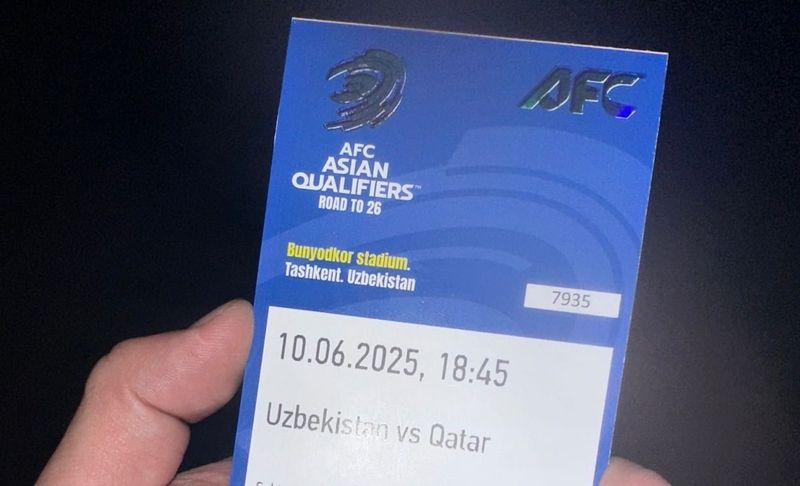 AFC
AFC
ASIAN
QUALIFIERS™
ROAD TO 26
Bunyodkor stadium.
Tashkent. Uzbekistan
7935
10.06.2025, 18:45
Uzbekistan vs Qatar